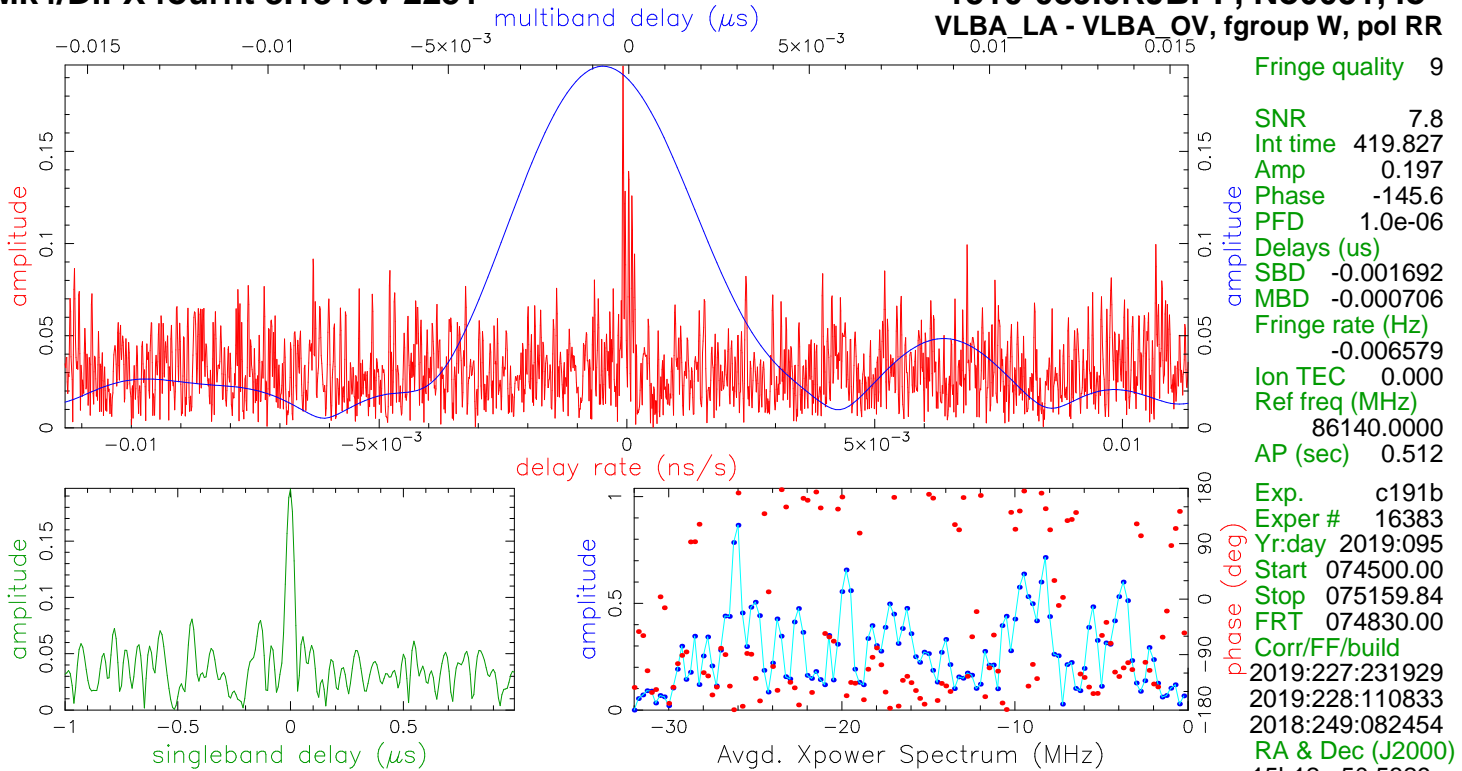 multiband delay (μs)
VLBA_LA - VLBA_OV, fgroup W, pol RR
−0.015 −0.01 −5×10⁻³ 0 5×10⁻³ 0.01 0.015
amplitude
0 0.05 0.1 0.15
amplitude
0 0.05 0.1 0.15
−0.01 −5×10⁻³ 0 5×10⁻³ 0.01
delay rate (ns/s)
amplitude
0 0.05 0.15
−1 −0.5 0 0.5
singleband delay (μs)
amplitude
0 0.5 1
phase (deg)
−180 −90 0 90 180
−30 −20 −10 0
Avgd. Xpower Spectrum (MHz)
Fringe quality 9
SNR 7.8
Int time 419.827
Amp 0.197
Phase -145.6
PFD 1.0e-06
Delays (us)
SBD -0.001692
MBD -0.000706
Fringe rate (Hz)
-0.006579
Ion TEC 0.000
Ref freq (MHz)
86140.0000
AP (sec) 0.512
Exp. c191b
Exper # 16383
Yr:day 2019:095
Start 074500.00
Stop 075159.84
FRT 074830.00
Corr/FF/build
2019:227:231929
2019:228:110833
2018:249:082454
RA & Dec (J2000)